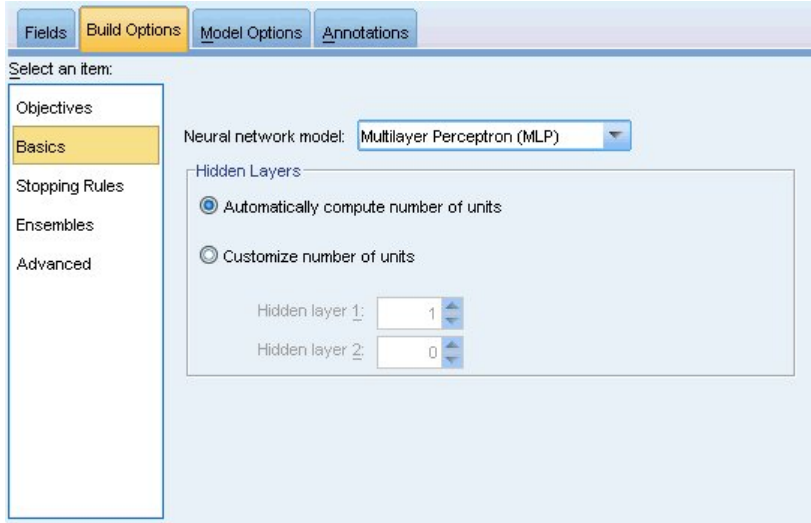 Fields Build Options Model Options Annotations
Select an item:
Objectives
Basics
Stopping Rules
Ensembles
Advanced
Neural network model: Multilayer Perceptron (MLP)
Hidden Layers
Automatically compute number of units
Customize number of units
Hidden layer 1: 1
Hidden layer 2: 0